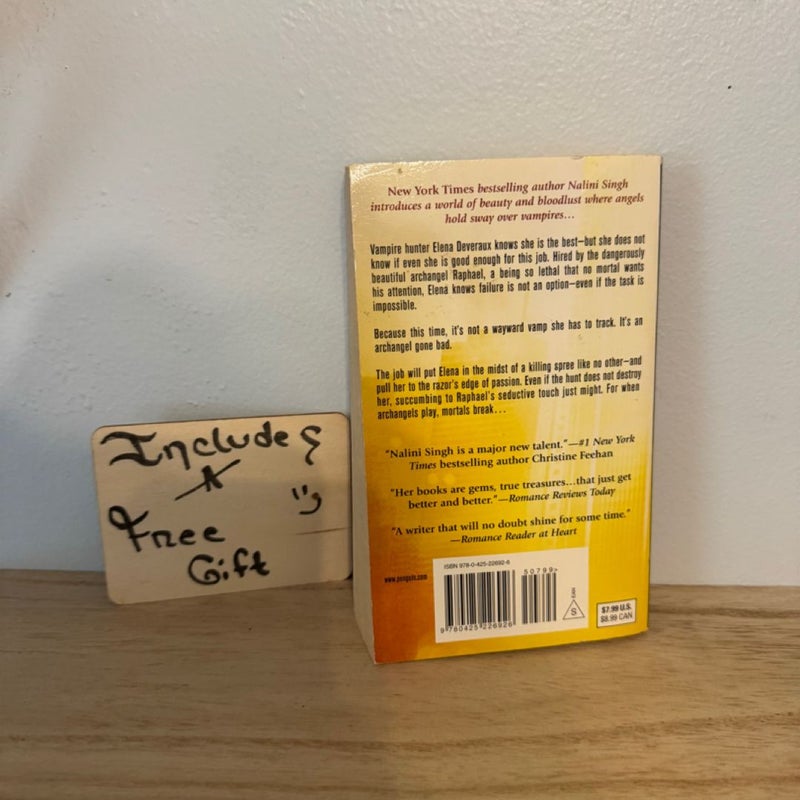 New York Times bestselling author Nalini Singh
introduces a world of beauty and bloodlust where angels
hold sway over vampires...
Vampire hunter Elena Deveraux knows she is the best—but she does not
know if even she is good enough for this job. Hired by the dangerously
beautiful archangel Raphael, a being so lethal that no mortal wants
his attention, Elena knows failure is not an option—even if the task is
impossible.
Because this time, it's not a wayward vamp she has to track. It's an
archangel gone bad.
The job will put Elena in the midst of a killing spree like no other—and
pull her to the razor's edge of passion. Even if the hunt does not destroy
her, succumbing to Raphael's seductive touch just might. For when
archangels play, mortals break...
"Nalini Singh is a major new talent."—#1 New York
Times bestselling author Christine Feehan
"Her books are gems, true treasures...that just get
better and better."—Romance Reviews Today
"A writer that will no doubt shine for some time."
—Romance Reader at Heart
ISBN 978-0-425-22692-6
50799>
www.penguin.com
9 780425 226926
EAN
S
$7.99 U.S.
$8.99 CAN
Includes
A
Free
Gift